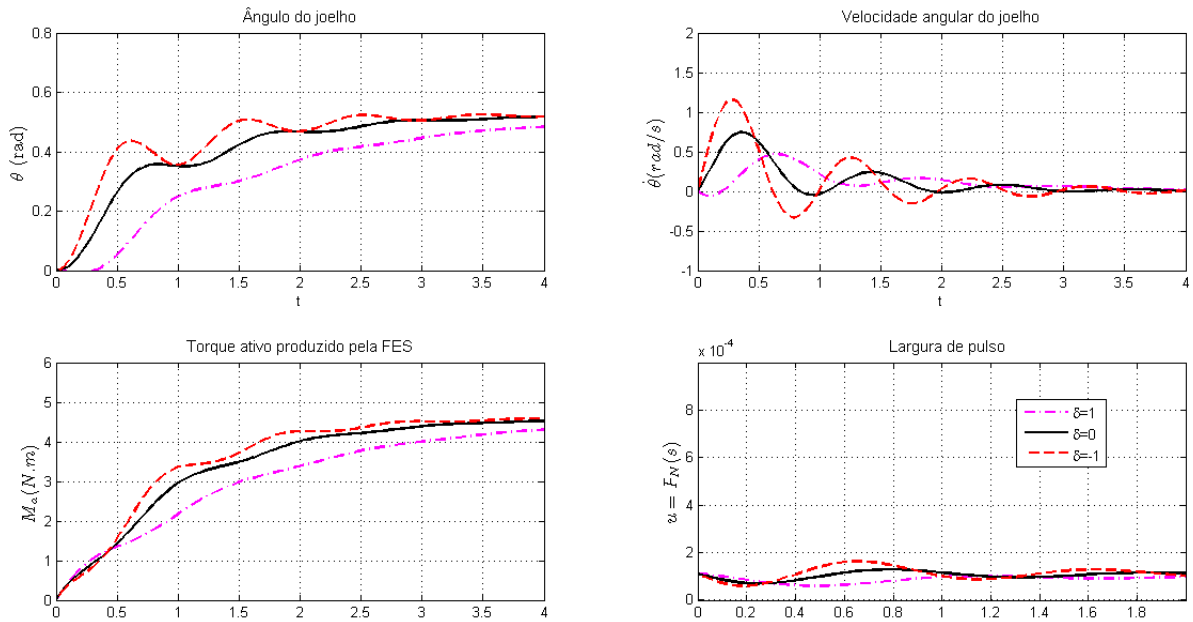 Ângulo do joelho
0.8
0.6
0.4
0.2
0
θ (rad)
0 0.5 1 1.5 2 2.5 3 3.5 4
t
Velocidade angular do joelho
2
1.5
1
0.5
0
-0.5
-1
θ̇(rad/s)
0 0.5 1 1.5 2 2.5 3 3.5 4
t
Torque ativo produzido pela FES
6
5
4
3
2
1
0
Mₐ(N.m)
0 0.5 1 1.5 2 2.5 3 3.5 4
Largura de pulso
x 10⁻⁴
8
6
4
2
0
u = F_N(s)
0 0.2 0.4 0.6 0.8 1 1.2 1.4 1.6 1.8
δ=1
δ=0
δ=-1